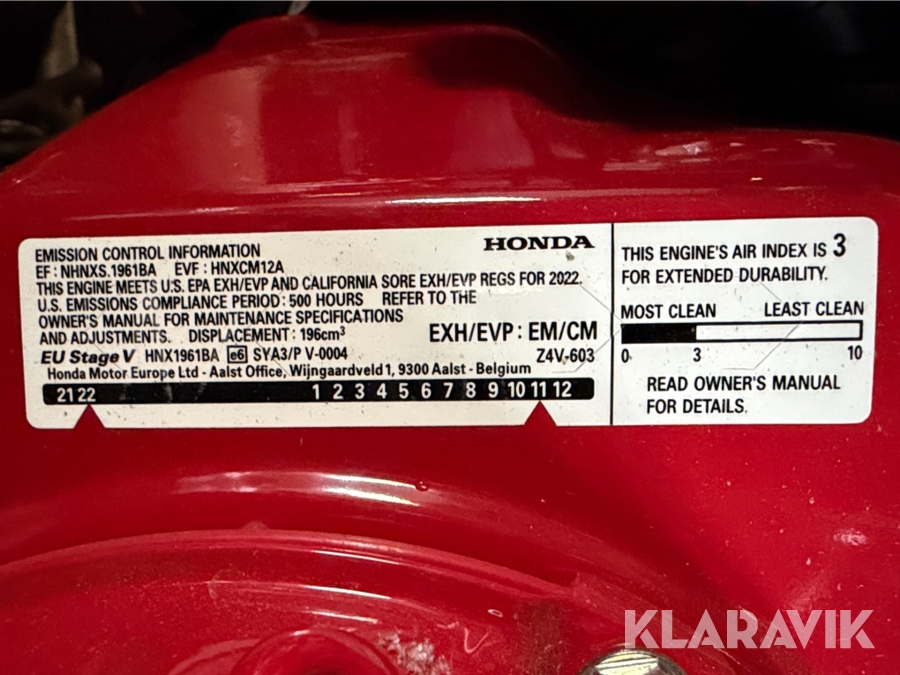 EMISSION CONTROL INFORMATION
HONDA
EF : NHNXS.1961BA EVF : HNXCM12A
THIS ENGINE MEETS U.S. EPA EXH/EVP AND CALIFORNIA SORE EXH/EVP REGS FOR 2022.
U.S. EMISSIONS COMPLIANCE PERIOD : 500 HOURS REFER TO THE
OWNER'S MANUAL FOR MAINTENANCE SPECIFICATIONS
AND ADJUSTMENTS. DISPLACEMENT : 196cm³
EXH/EVP : EM/CM
EU Stage V HNX1961BA e6 SYA3/P V-0004 Z4V-603
Honda Motor Europe Ltd - Aalst Office, Wijngaardveld 1, 9300 Aalst - Belgium
21 22 1 2 3 4 5 6 7 8 9 10 11 12
THIS ENGINE'S AIR INDEX IS 3
FOR EXTENDED DURABILITY.
MOST CLEAN LEAST CLEAN
0 3 10
READ OWNER'S MANUAL
FOR DETAILS.
KLARAVIK